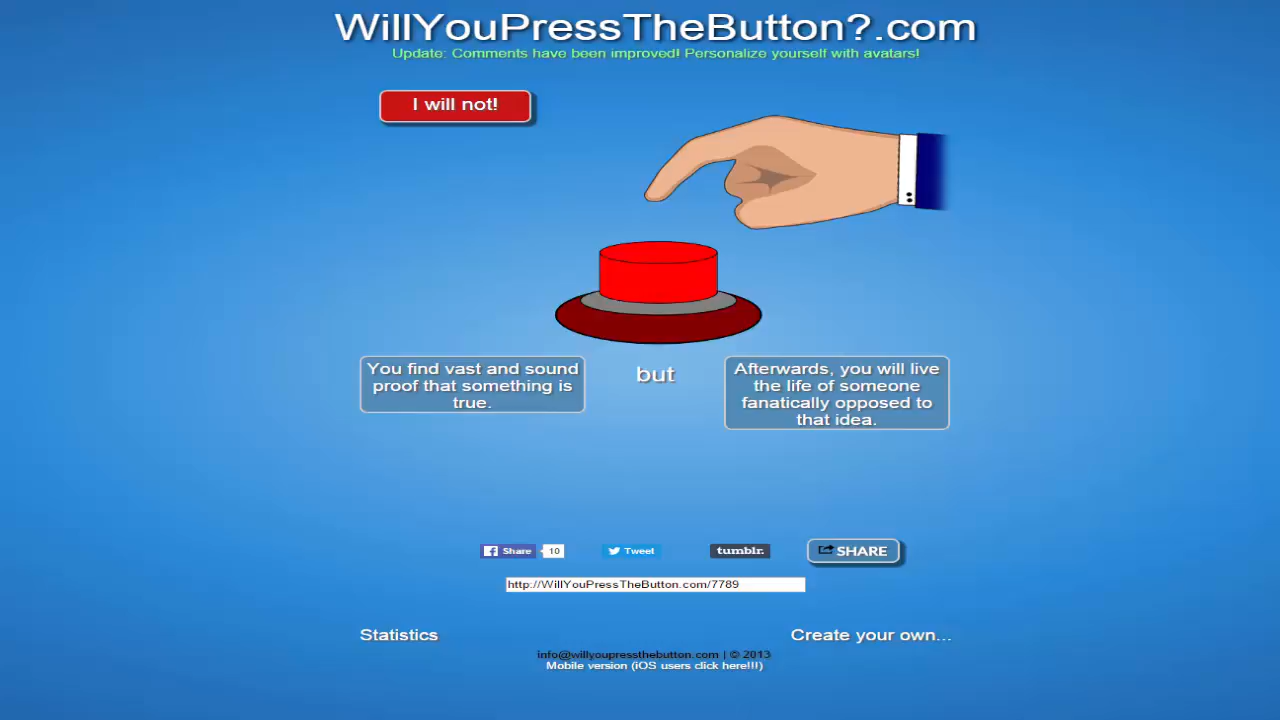 WillYouPressTheButton?.com
Update: Comments have been improved! Personalize yourself with avatars!
I will not!
You find vast and sound
proof that something is
true.
but
Afterwards, you will live
the life of someone
fanatically opposed to
that idea.
Share 10
Tweet
tumblr.
SHARE
http://WillYouPressTheButton.com/7789
Statistics
Create your own...
info@willyoupressthebutton.com | © 2013
Mobile version (iOS users click here!!!)